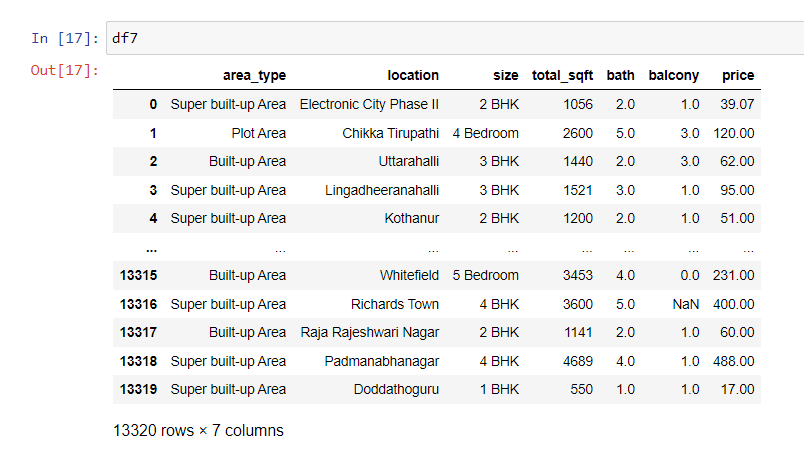 In [17]: df7
Out[17]:
area_type location size total_sqft bath balcony price
0 Super built-up Area Electronic City Phase II 2 BHK 1056 2.0 1.0 39.07
1 Plot Area Chikka Tirupathi 4 Bedroom 2600 5.0 3.0 120.00
2 Built-up Area Uttarahalli 3 BHK 1440 2.0 3.0 62.00
3 Super built-up Area Lingadheeranahalli 3 BHK 1521 3.0 1.0 95.00
4 Super built-up Area Kothanur 2 BHK 1200 2.0 1.0 51.00
... ... ... ... ... ... ... ...
13315 Built-up Area Whitefield 5 Bedroom 3453 4.0 0.0 231.00
13316 Super built-up Area Richards Town 4 BHK 3600 5.0 NaN 400.00
13317 Built-up Area Raja Rajeshwari Nagar 2 BHK 1141 2.0 1.0 60.00
13318 Super built-up Area Padmanabhanagar 4 BHK 4689 4.0 1.0 488.00
13319 Super built-up Area Doddathoguru 1 BHK 550 1.0 1.0 17.00
13320 rows × 7 columns